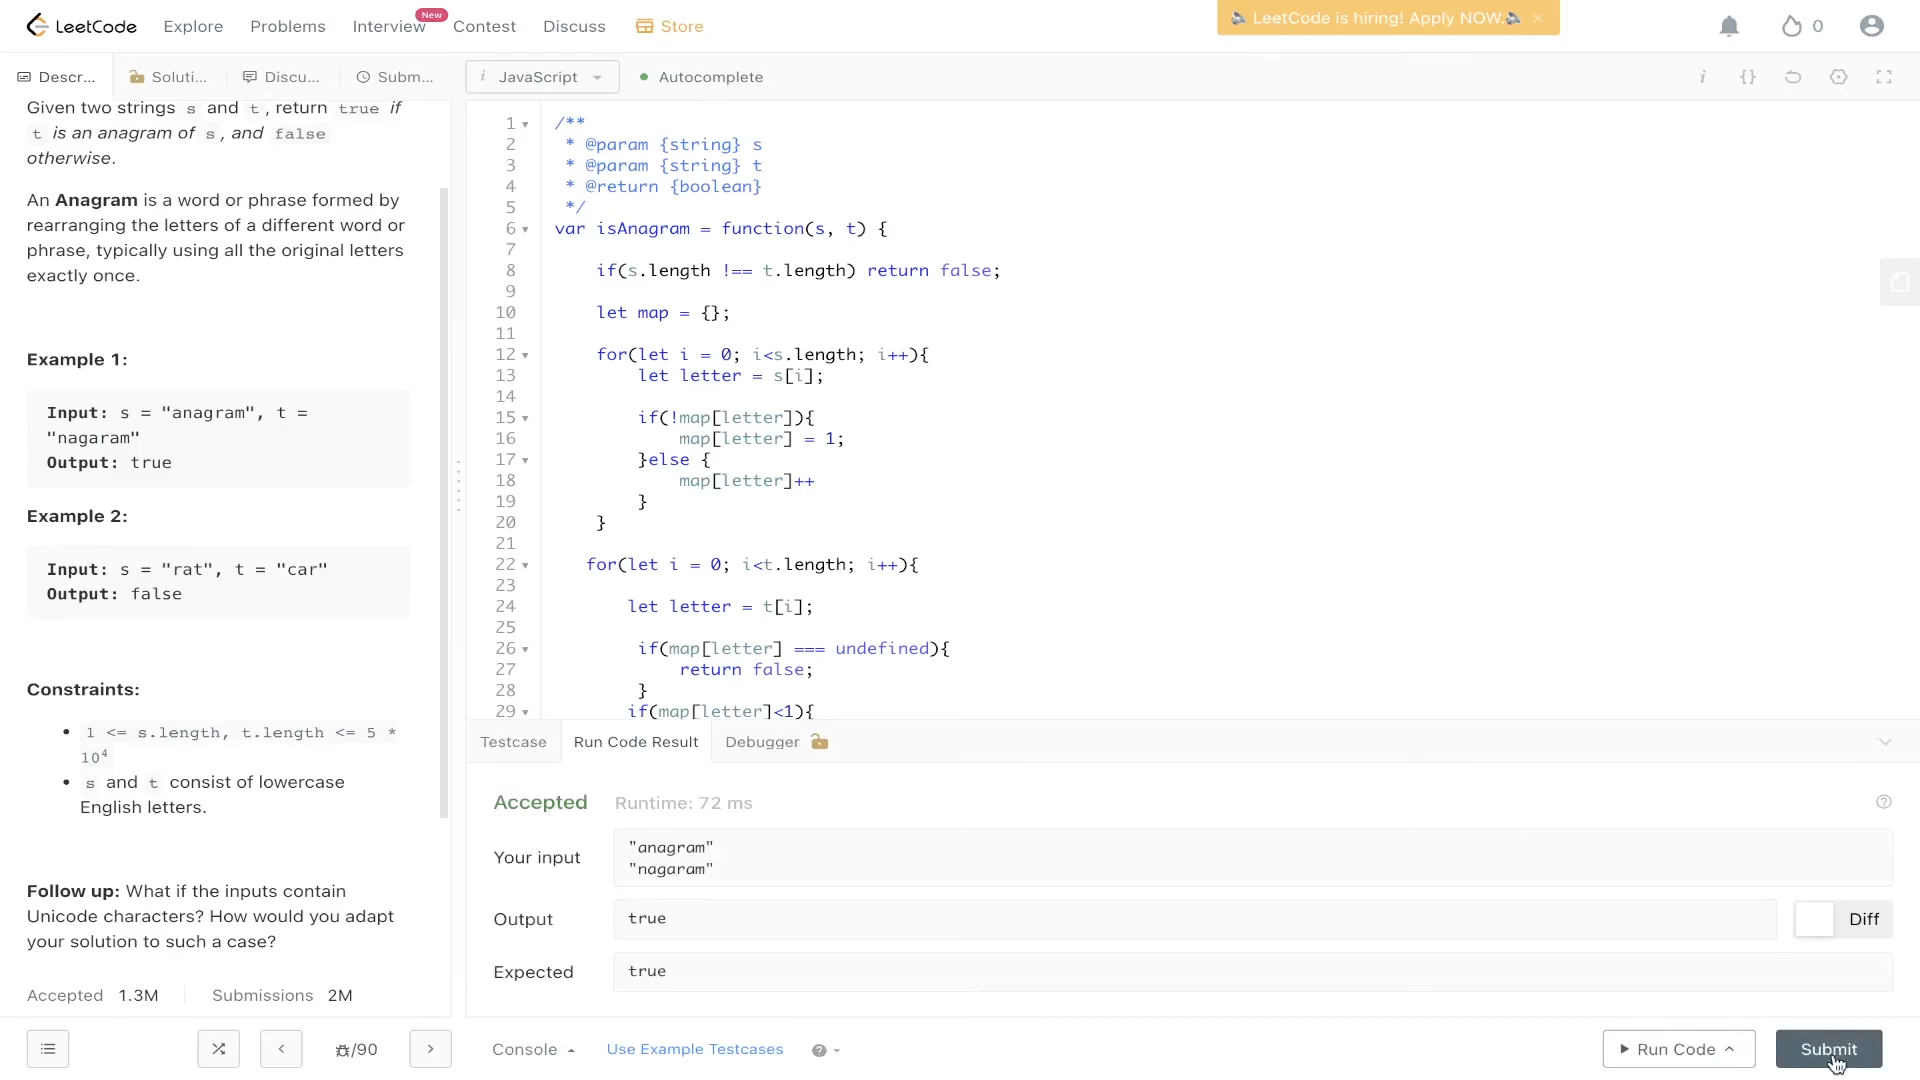 LeetCode Explore Problems Interview New Contest Discuss Store LeetCode is hiring! Apply NOW. × 0
Descr... Soluti... Discu... Subm... i JavaScript Autocomplete i {}
Given two strings s and t , return true if
t is an anagram of s , and false
otherwise.
An Anagram is a word or phrase formed by
rearranging the letters of a different word or
phrase, typically using all the original letters
exactly once.
Example 1:
Input: s = "anagram", t =
"nagaram"
Output: true
Example 2:
Input: s = "rat", t = "car"
Output: false
Constraints:
• 1 <= s.length, t.length <= 5 *
10⁴
• s and t consist of lowercase
English letters.
Follow up: What if the inputs contain
Unicode characters? How would you adapt
your solution to such a case?
Accepted 1.3M Submissions 2M
1 /**
2 * @param {string} s
3 * @param {string} t
4 * @return {boolean}
5 */
6 var isAnagram = function(s, t) {
7
8 if(s.length !== t.length) return false;
9
10 let map = {};
11
12 for(let i = 0; i<s.length; i++){
13 let letter = s[i];
14
15 if(!map[letter]){
16 map[letter] = 1;
17 }else {
18 map[letter]++
19 }
20 }
21
22 for(let i = 0; i<t.length; i++){
23
24 let letter = t[i];
25
26 if(map[letter] === undefined){
27 return false;
28 }
29 if(map[letter]<1){
Testcase Run Code Result Debugger
Accepted Runtime: 72 ms
Your input
"anagram"
"nagaram"
Output true Diff
Expected true
/90 Console Use Example Testcases Run Code Submit